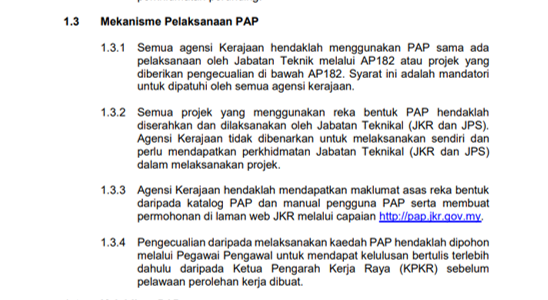 1.3 Mekanisme Pelaksanaan PAP
1.3.1 Semua agensi Kerajaan hendaklah menggunakan PAP sama ada
pelaksanaan oleh Jabatan Teknik melalui AP182 atau projek yang
diberikan pengecualian di bawah AP182. Syarat ini adalah mandatori
untuk dipatuhi oleh semua agensi kerajaan.
1.3.2 Semua projek yang menggunakan reka bentuk PAP hendaklah
diserahkan dan dilaksanakan oleh Jabatan Teknikal (JKR dan JPS).
Agensi Kerajaan tidak dibenarkan untuk melaksanakan sendiri dan
perlu mendapatkan perkhidmatan Jabatan Teknikal (JKR dan JPS)
dalam melaksanakan projek.
1.3.3 Agensi Kerajaan hendaklah mendapatkan maklumat asas reka bentuk
daripada katalog PAP dan manual pengguna PAP serta membuat
permohonan di laman web JKR melalui capaian http://pap.jkr.gov.my.
1.3.4 Pengecualian daripada melaksanakan kaedah PAP hendaklah dipohon
melalui Pegawai Pengawal untuk mendapat kelulusan bertulis terlebih
dahulu daripada Ketua Pengarah Kerja Raya (KPKR) sebelum
pelawaan perolehan kerja dibuat.